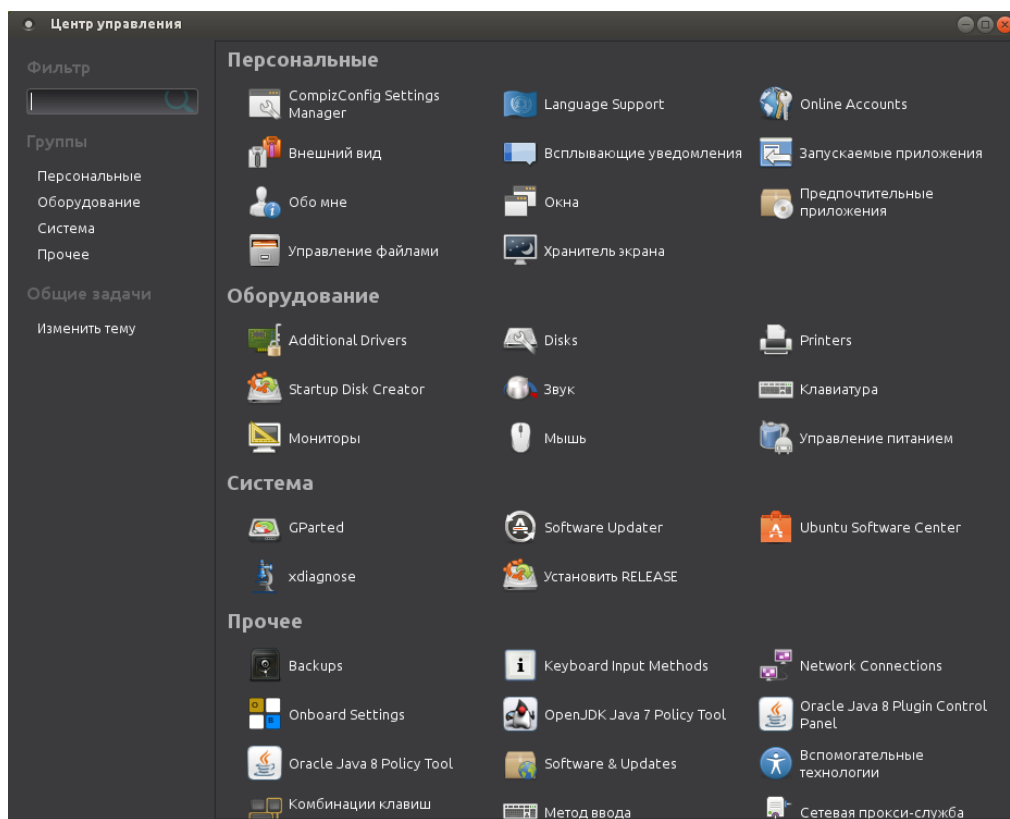 Центр управления
Фильтр
Группы
Персональные
Оборудование
Система
Прочее
Общие задачи
Изменить тему
Персональные
CompizConfig Settings
Manager
Language Support
Online Accounts
Внешний вид
Всплывающие уведомления
Запускаемые приложения
Обо мне
Окна
Предпочтительные
приложения
Управление файлами
Хранитель экрана
Оборудование
Additional Drivers
Disks
Printers
Startup Disk Creator
Звук
Клавиатура
Мониторы
Мышь
Управление питанием
Система
GParted
Software Updater
Ubuntu Software Center
xdiagnose
Установить RELEASE
Прочее
Backups
Keyboard Input Methods
Network Connections
Onboard Settings
OpenJDK Java 7 Policy Tool
Oracle Java 8 Plugin Control
Panel
Oracle Java 8 Policy Tool
Software & Updates
Вспомогательные
технологии
Комбинации клавиш
Метод ввода
Сетевая прокси-служба